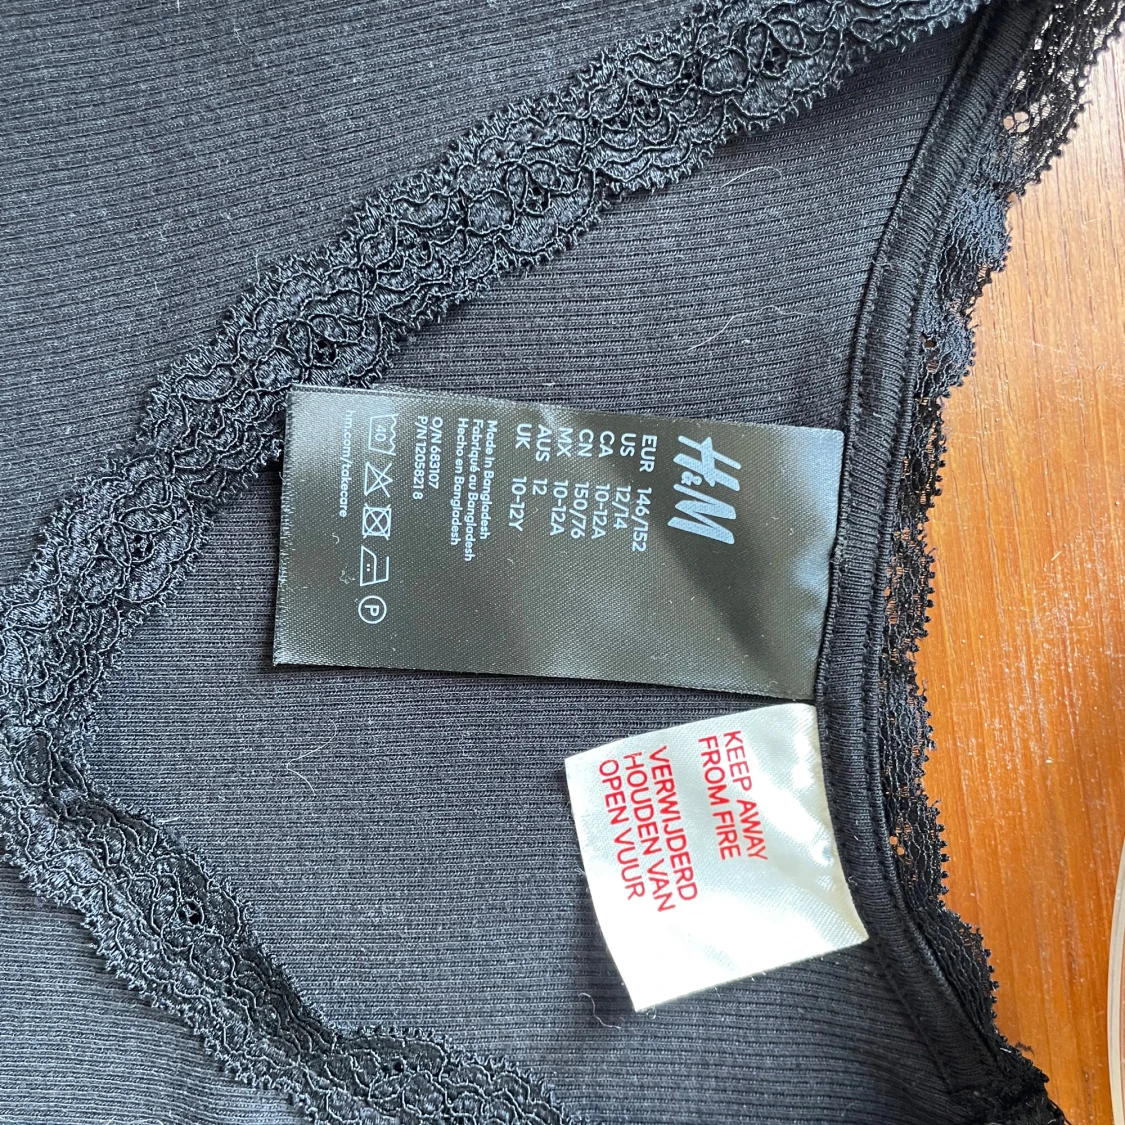 H&M
EUR 146/152
US 12/14
CA 10-12A
CN 150/76
MX 10-12A
AUS 12
UK 10-12Y
Made in Bangladesh
Fabriqué au Bangladesh
Hecho en Bangladesh
O/N 683107
P/N 12058218
40
P
hm.com/takecare
KEEP AWAY
FROM FIRE
VERWIJDERD
HOUDEN VAN
OPEN VUUR